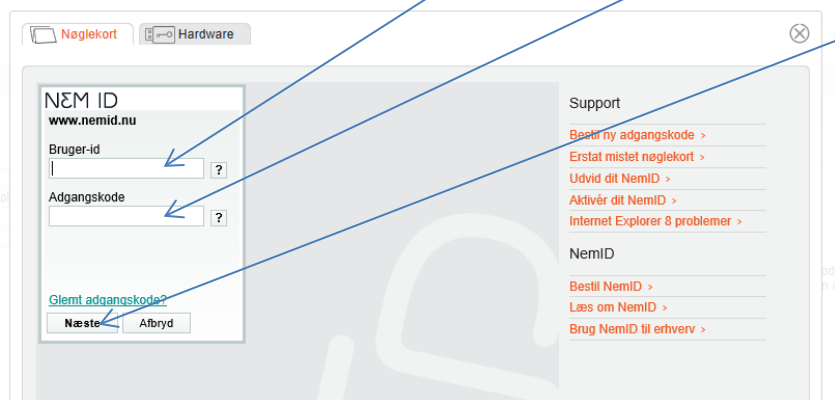 Nøglekort
Hardware
NEM ID
www.nemid.nu
Bruger-id
?
Adgangskode
?
Glemt adgangskode?
Næste
Afbryd
Support
Bestil ny adgangskode >
Erstat mistet nøglekort >
Udvid dit NemID >
Aktivér dit NemID >
Internet Explorer 8 problemer >
NemID
Bestil NemID >
Læs om NemID >
Brug NemID til erhverv >